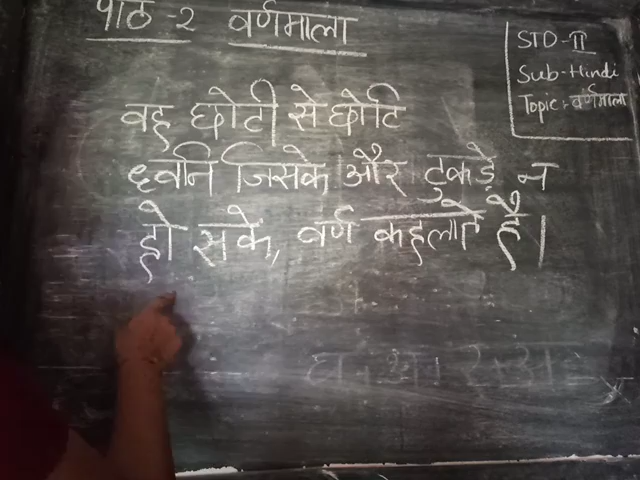 पाठ -2 वर्णमाला
STD-II
Sub-Hindi
Topic:- वर्णमाला
वह छोटी से छोटि
ध्वनि जिसके और टुकड़े न
हो सकें, वर्ण कहलाते है।